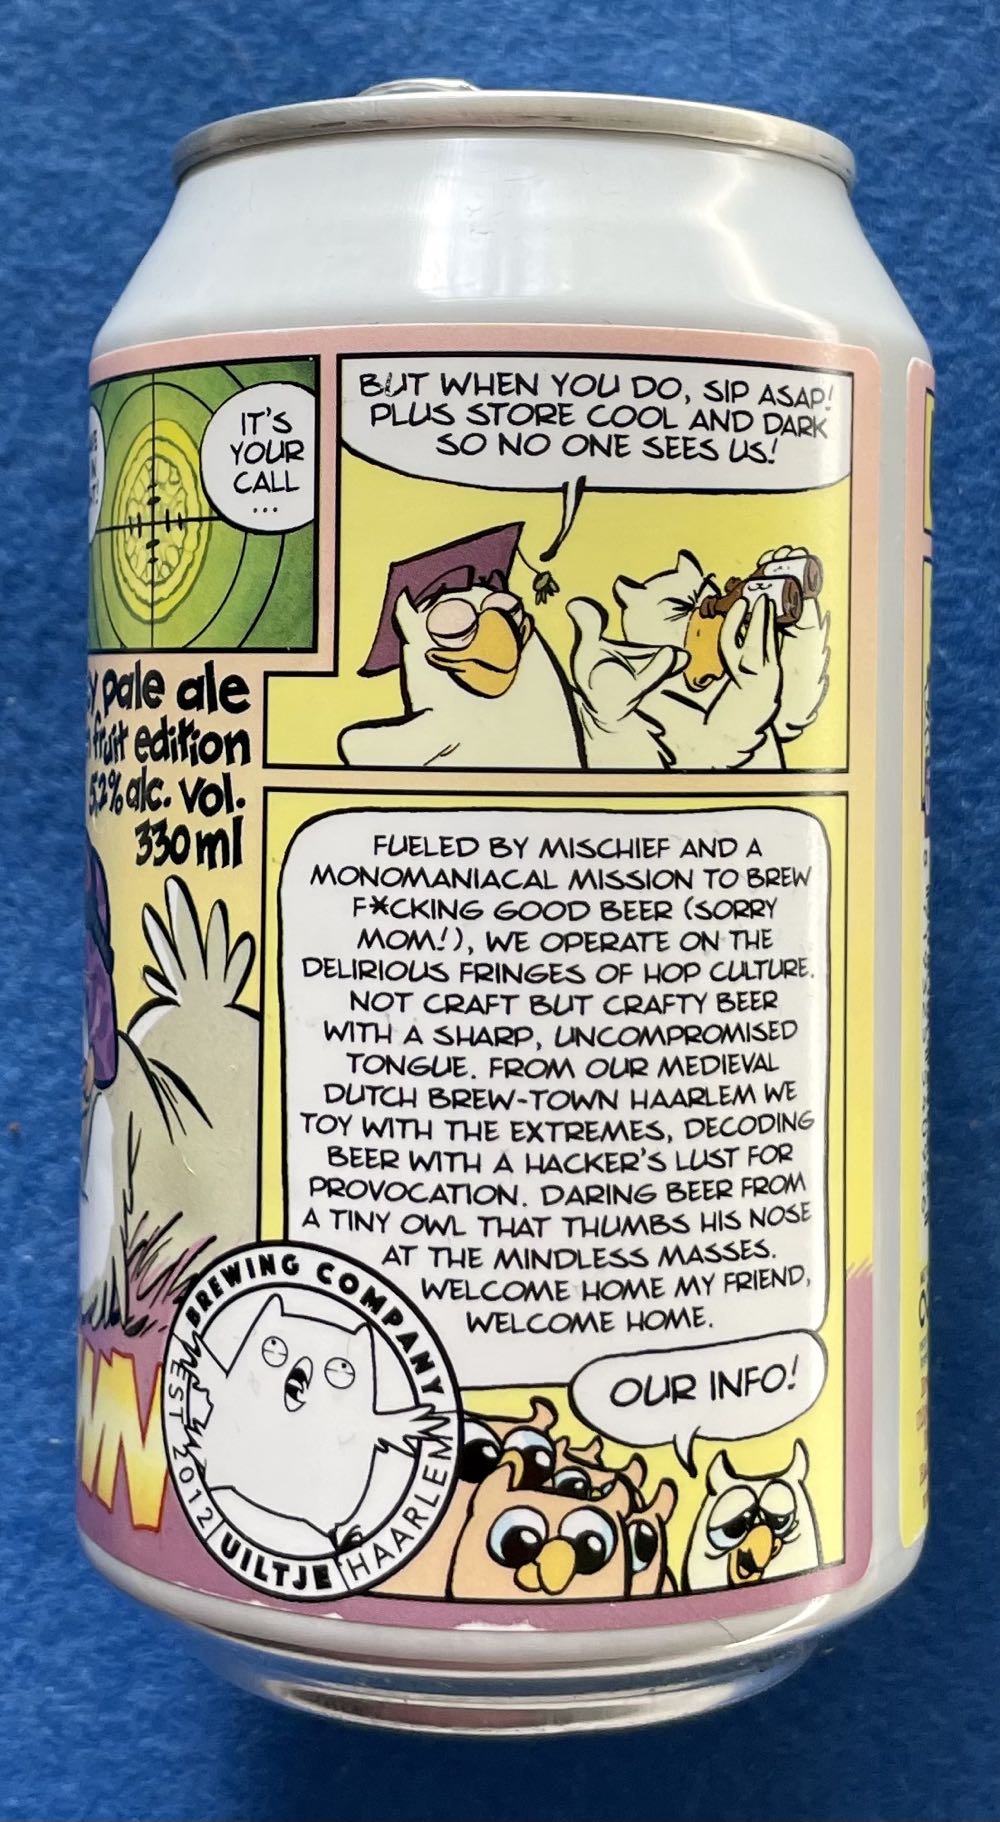 IT'S
YOUR
CALL
...
BUT WHEN YOU DO, SIP ASAP!
PLUS STORE COOL AND DARK
SO NO ONE SEES US!
pale ale
fruit edition
5.2% alc. vol.
330 ml
FUELED BY MISCHIEF AND A
MONOMANIACAL MISSION TO BREW
F*CKING GOOD BEER (SORRY
MOM!), WE OPERATE ON THE
DELIRIOUS FRINGES OF HOP CULTURE.
NOT CRAFT BUT CRAFTY BEER
WITH A SHARP, UNCOMPROMISED
TONGUE. FROM OUR MEDIEVAL
DUTCH BREW-TOWN HAARLEM WE
TOY WITH THE EXTREMES, DECODING
BEER WITH A HACKER'S LUST FOR
PROVOCATION. DARING BEER FROM
A TINY OWL THAT THUMBS HIS NOSE
AT THE MINDLESS MASSES.
WELCOME HOME MY FRIEND,
WELCOME HOME.
BREWING COMPANY
EST 2012
UILTJE
HAARLEM
OUR INFO!